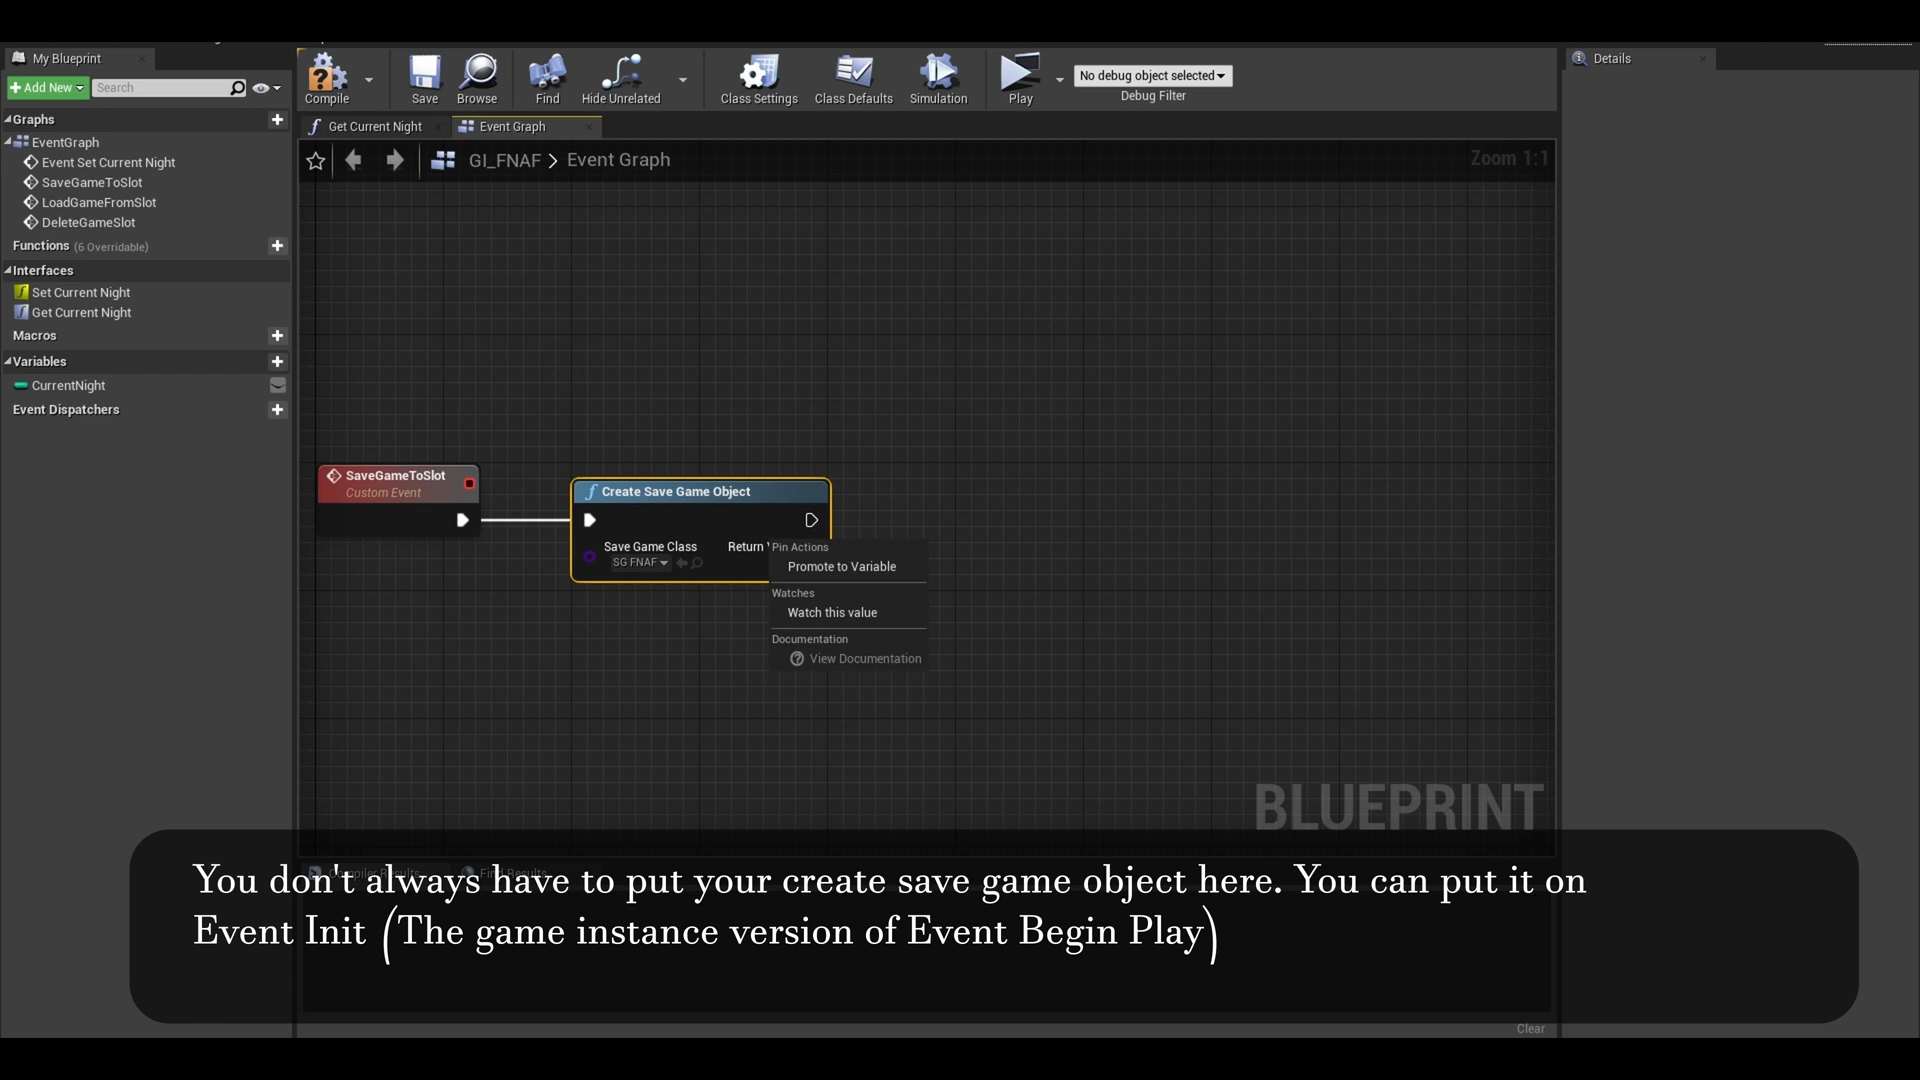 My Blueprint
Details
Add New
Search
Compile
Save
Browse
Find
Hide Unrelated
Class Settings
Class Defaults
Simulation
Play
No debug object selected
Debug Filter
Graphs
EventGraph
Event Set Current Night
SaveGameToSlot
LoadGameFromSlot
DeleteGameSlot
Functions (6 Overridable)
Interfaces
Set Current Night
Get Current Night
Macros
Variables
CurrentNight
Event Dispatchers
Get Current Night
Event Graph
GI_FNAF > Event Graph
Zoom 1:1
SaveGameToSlot
Custom Event
Create Save Game Object
Save Game Class
SG FNAF
Return
Pin Actions
Promote to Variable
Watches
Watch this value
Documentation
View Documentation
BLUEPRINT
Compiler Results
Find Results
You don't always have to put your create save game object here. You can put it on
Event Init (The game instance version of Event Begin Play)
Clear